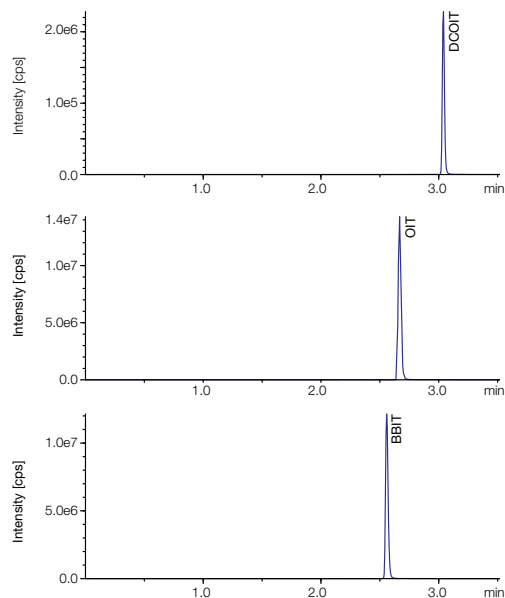 Intensity [cps]
2.0e6
1.0e5
0.0
DCOIT
1.0 2.0 3.0 min
Intensity [cps]
1.4e7
1.0e7
5.0e6
0.0
OIT
1.0 2.0 3.0 min
Intensity [cps]
1.0e7
5.0e6
0.0
BBIT
1.0 2.0 3.0 min